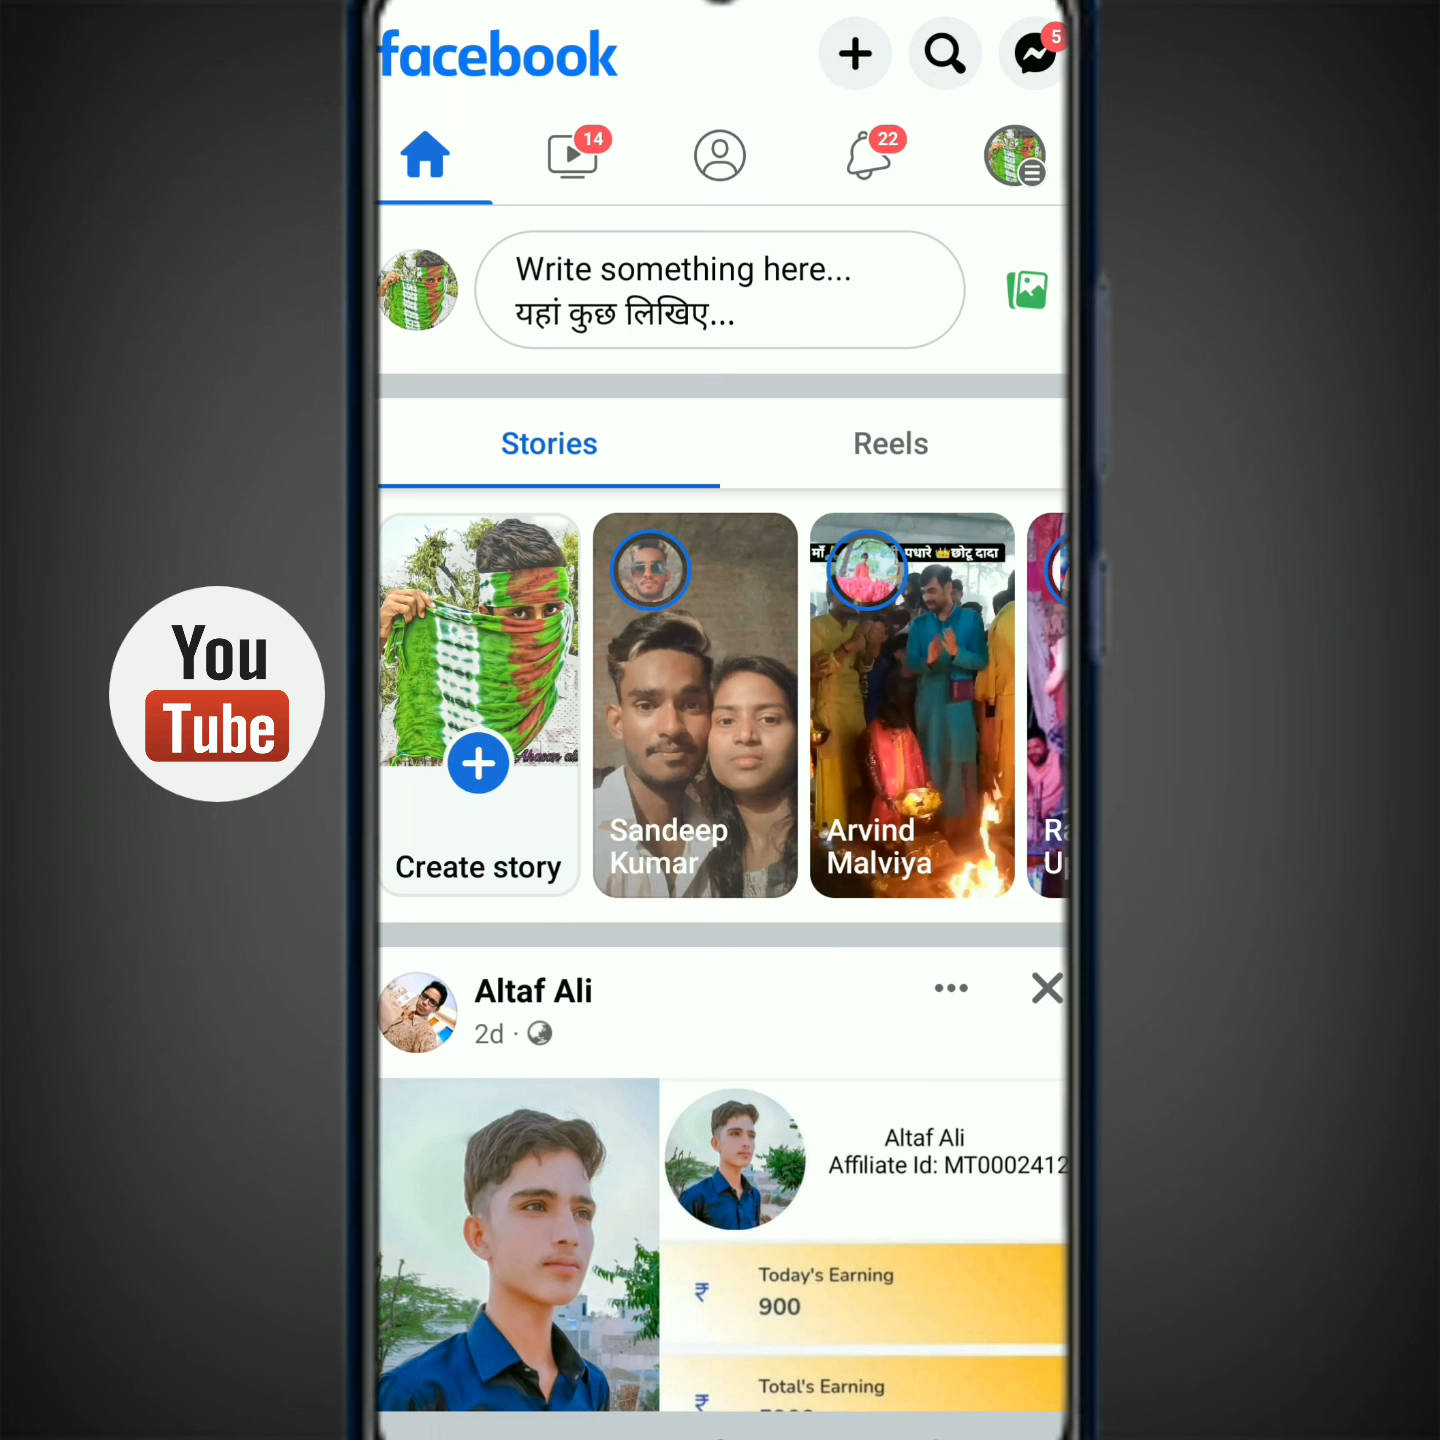 facebook
5
14
22
Write something here...
यहां कुछ लिखिए...
Stories
Reels
You
Tube
Create story
Sandeep
Kumar
माँ
पधारे 👑छोटू दादा
Arvind
Malviya
Altaf Ali
2d ·
Altaf Ali
Affiliate Id: MT0002412
₹
Today's Earning
900
₹
Total's Earning